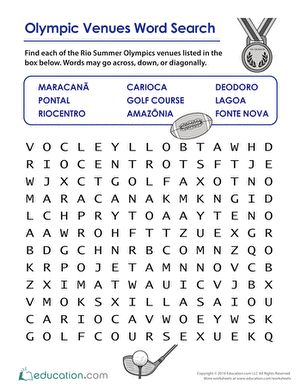 Olympic Venues Word Search
Find each of the Rio Summer Olympics venues listed in the
box below. Words may go across, down, or diagonally.
MARACANÃ CARIOCA DEODORO
PONTAL GOLF COURSE LAGOA
RIOCENTRO AMAZÔNIA FONTE NOVA
V O C L E Y L L O B T A W H D
R I O C E N T R O T S F T J E
W J X C T G O L F A X O T N O
M A R A C A N A K M K N G I D
L C H P R Y T O A A Y T E N O
A A W R O H F T T Z U E X G R
B D G C H N R B C O M N Z Q O
K R P O J E T A M N N O V C B
Z X I M A T W A U I C V J B X
V M O K S X I L L A S A I O U
C A R I O C A V W O E Y W S K
G O L F C O U R S E X U E K Q
education.com
Copyright © 2016 Education.com LLC All Rights Reserved
More worksheets at www.education.com/worksheets